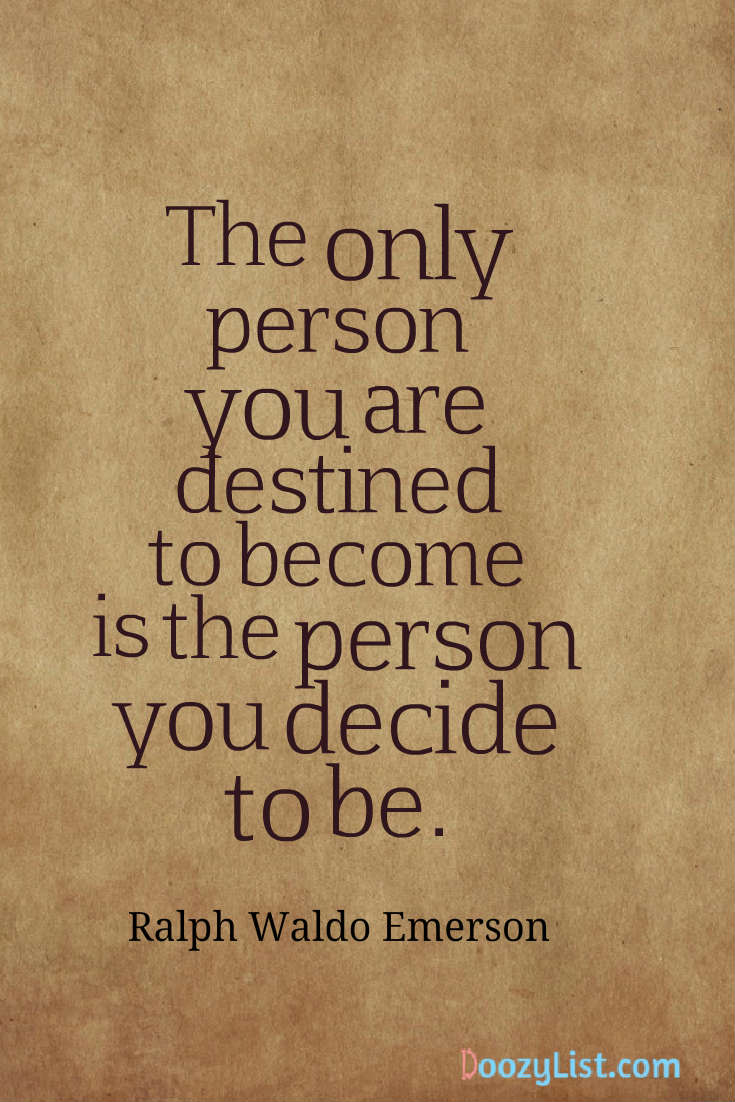 The only
person
you are
destined
to become
is the person
you decide
to be.
Ralph Waldo Emerson
DoozyList.com